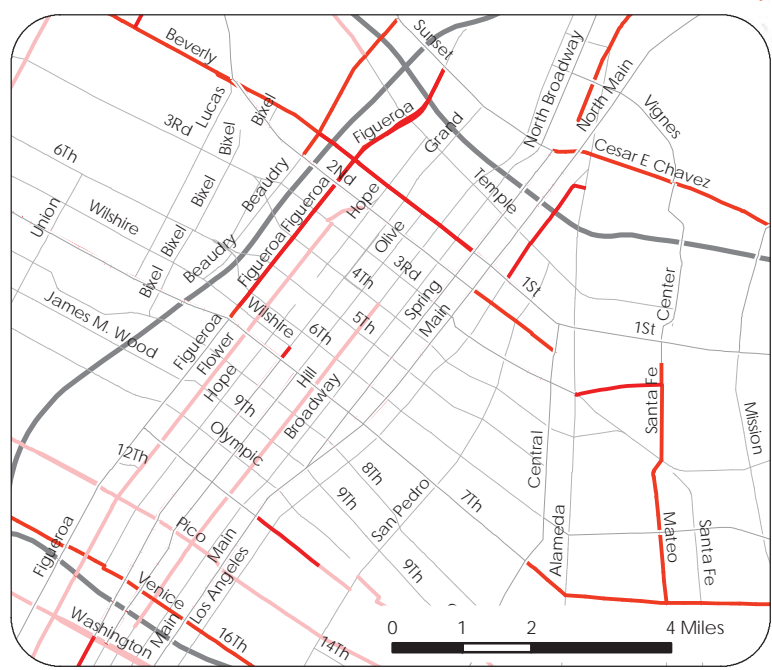 Beverly
Sunset
Lucas
Bixel
Figueroa
Grand
North Broadway
North Main
Vignes
3Rd
Bixel
Cesar E Chavez
6Th
Beaudry
2Nd
Temple
Bixel
Figueroa
Hope
Union
Wilshire
Bixel
Beaudry
Figueroa
Olive
3Rd
4Th
Bixel
Spring
1St
Center
James M. Wood
Wilshire
5Th
Main
1St
Figueroa
Flower
6Th
Hope
Hill
Santa Fe
9Th
Broadway
Mission
12Th
Olympic
8Th
Central
9Th
San Pedro
7Th
Figueroa
Pico
Main
Alameda
Mateo
Santa Fe
Los Angeles
9Th
Venice
Washington
Main
16Th
14Th
0 1 2 4 Miles